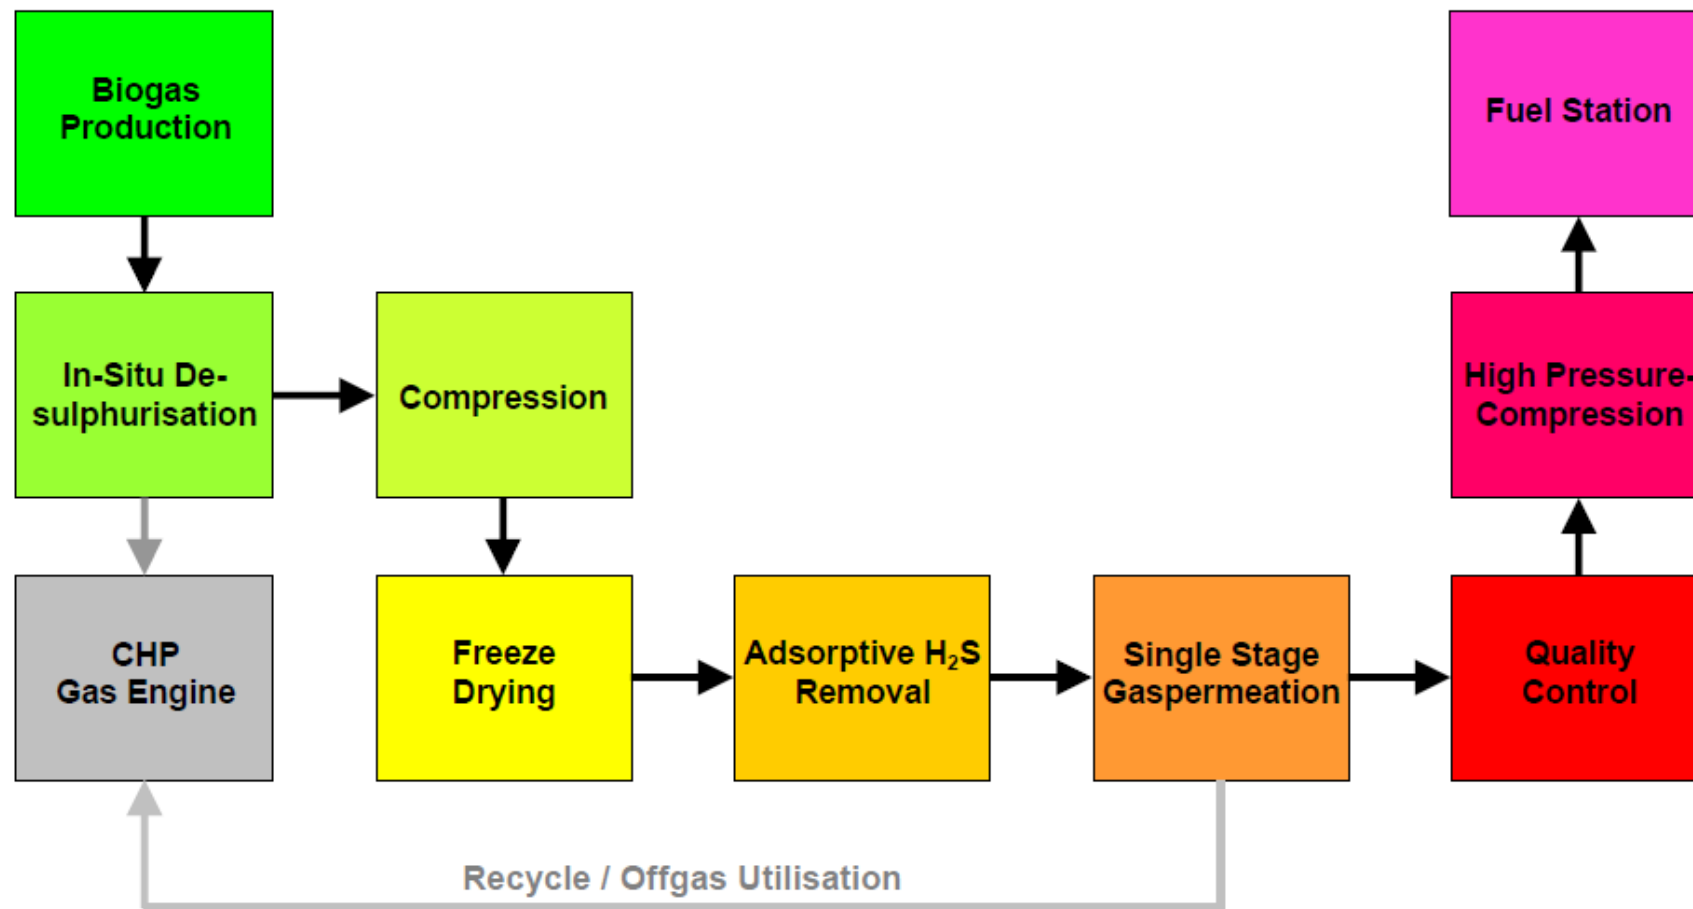 Biogas
Production
Fuel Station
In-Situ De-
sulphurisation
Compression
High Pressure-
Compression
CHP
Gas Engine
Freeze
Drying
Adsorptive H₂S
Removal
Single Stage
Gaspermeation
Quality
Control
Recycle / Offgas Utilisation